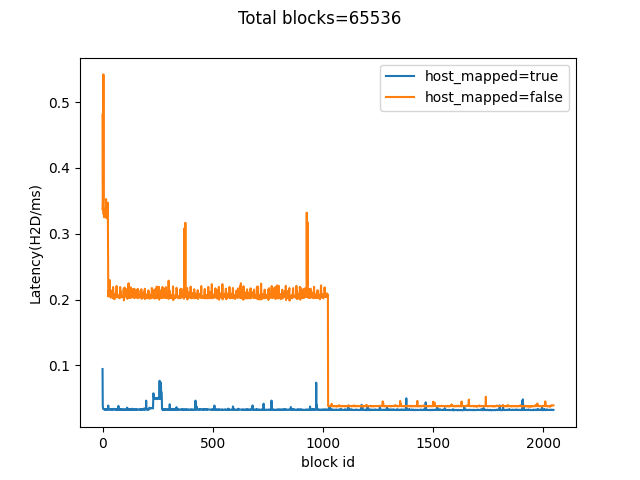 Total blocks=65536
host_mapped=true
host_mapped=false
Latency(H2D/ms)
0.5
0.4
0.3
0.2
0.1
0
500
1000
1500
2000
block id